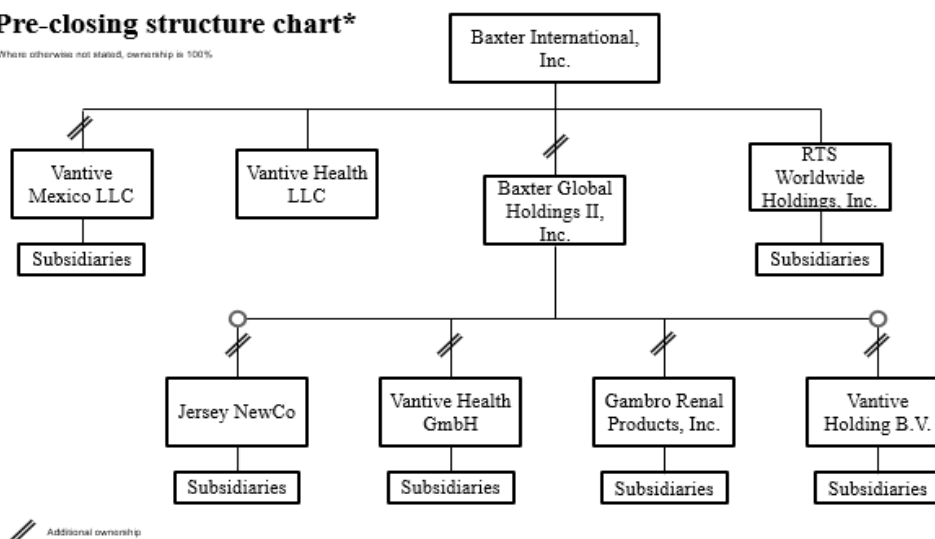 Pre-closing structure chart*
Where otherwise not stated, ownership is 100%
Baxter International,
Inc.
Vantive
Mexico LLC
Vantive Health
LLC
Baxter Global
Holdings II,
Inc.
RTS
Worldwide
Holdings, Inc.
Subsidiaries
Subsidiaries
Jersey NewCo
Vantive Health
GmbH
Gambro Renal
Products, Inc.
Vantive
Holding B.V.
Subsidiaries
Subsidiaries
Subsidiaries
Subsidiaries
Additional ownership